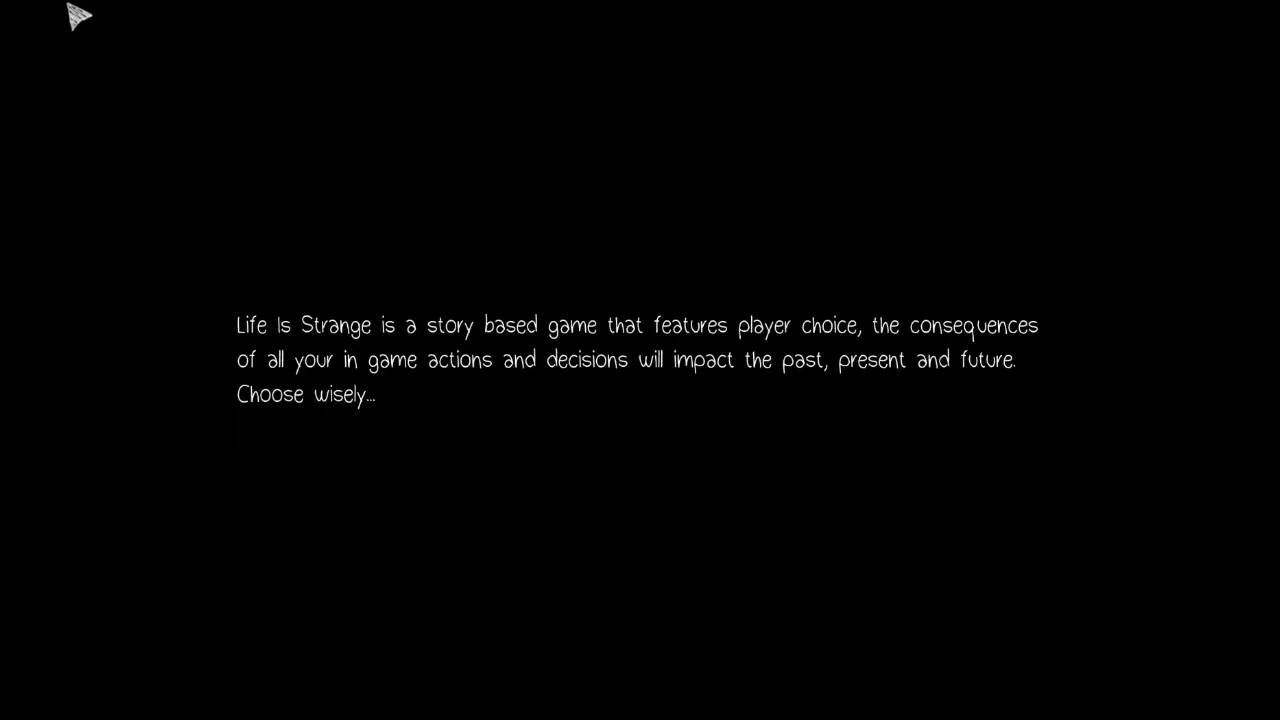 Life Is Strange is a story based game that features player choice, the consequences
of all your in game actions and decisions will impact the past, present and future.
Choose wisely...